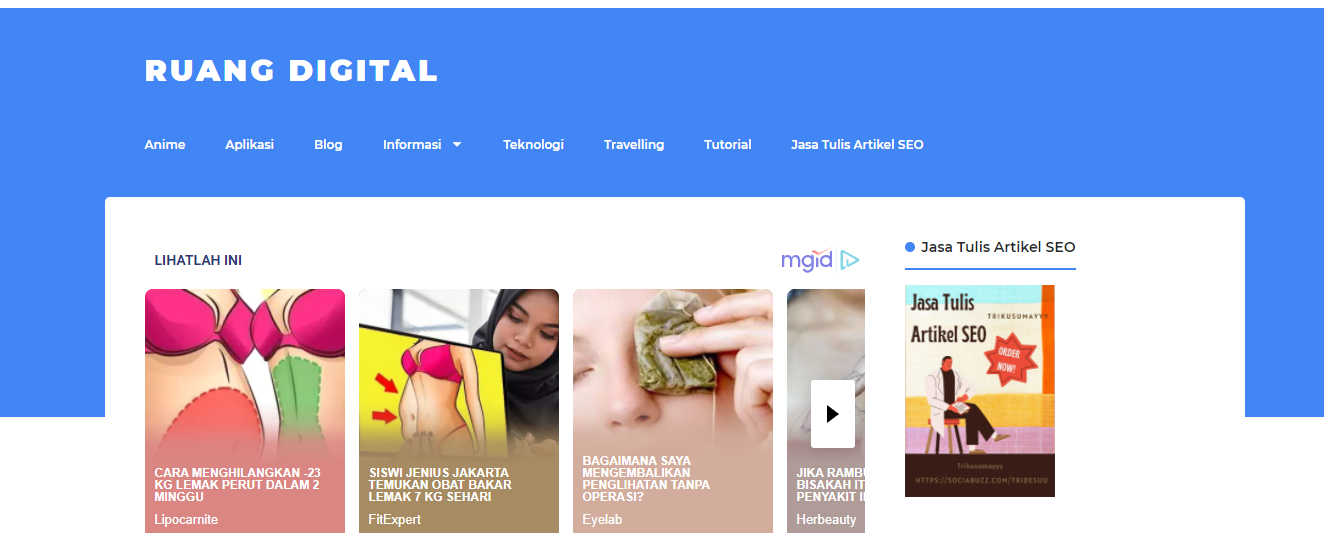 RUANG DIGITAL
Anime
Aplikasi
Blog
Informasi
Teknologi
Travelling
Tutorial
Jasa Tulis Artikel SEO
LIHATLAH INI
mgid
CARA MENGHILANGKAN -23
KG LEMAK PERUT DALAM 2
MINGGU
Lipocarnite
SISWI JENIUS JAKARTA
TEMUKAN OBAT BAKAR
LEMAK 7 KG SEHARI
FitExpert
BAGAIMANA SAYA
MENGEMBALIKAN
PENGLIHATAN TANPA
OPERASI?
Eyelab
JIKA RAMBU
BISAKAH IT
PENYAKIT I
Herbeauty
Jasa Tulis Artikel SEO
Jasa Tulis
TRIKUSUMAYYY
Artikel SEO
ORDER
NOW!
Trikusumayyy
HTTPS://SOCIABUZZ.COM/TRIDESUU